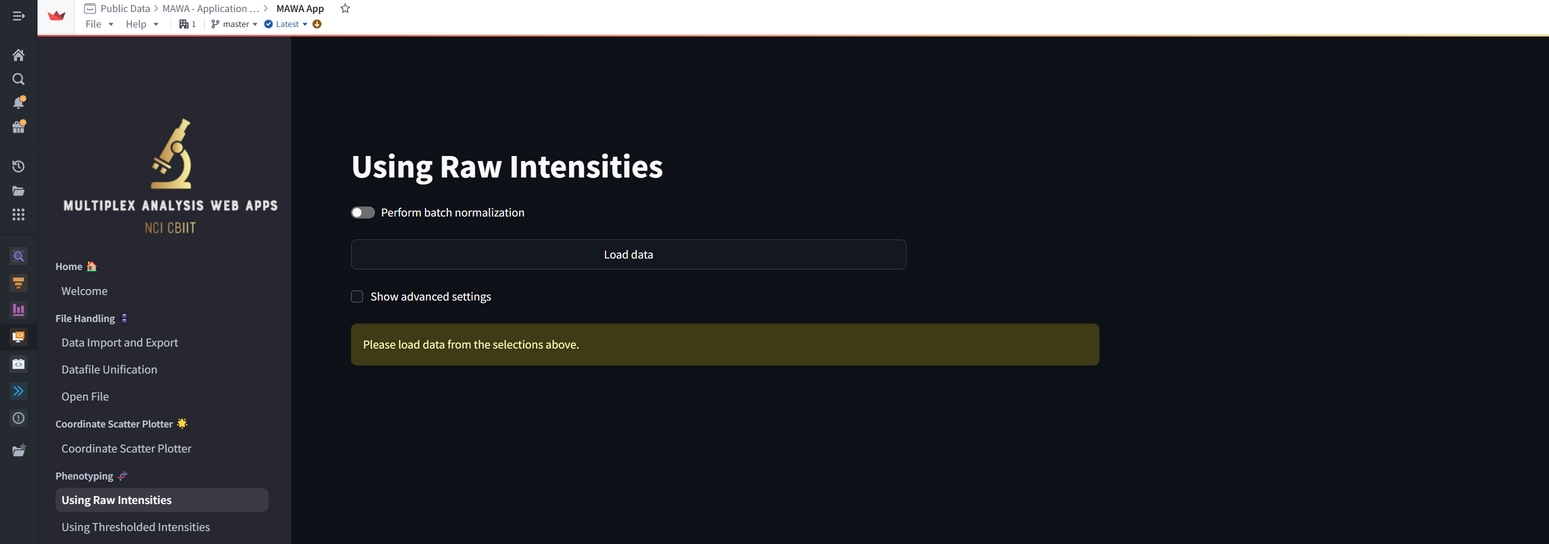 Public Data > MAWA - Application ... > MAWA App
File Help 1 master Latest
MULTIPLEX ANALYSIS WEB APPS
NCI CBIIT
Home
Welcome
File Handling
Data Import and Export
Datafile Unification
Open File
Coordinate Scatter Plotter
Coordinate Scatter Plotter
Phenotyping
Using Raw Intensities
Using Thresholded Intensities
Using Raw Intensities
Perform batch normalization
Load data
Show advanced settings
Please load data from the selections above.